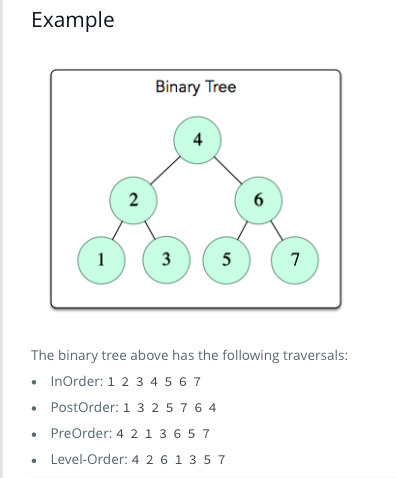 Example
Binary Tree
4
2 6
1 3 5 7
The binary tree above has the following traversals:
• InOrder: 1 2 3 4 5 6 7
• PostOrder: 1 3 2 5 7 6 4
• PreOrder: 4 2 1 3 6 5 7
• Level-Order: 4 2 6 1 3 5 7